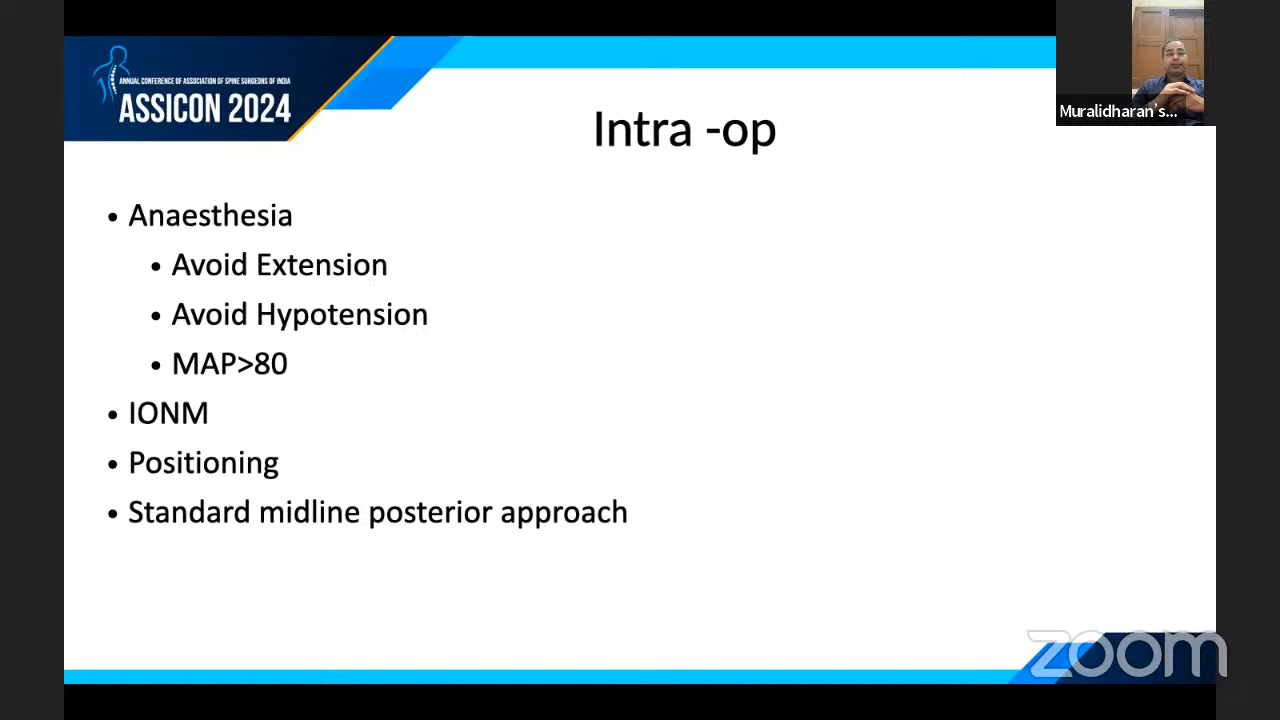 ANNUAL CONFERENCE OF ASSOCIATION OF SPINE SURGEONS OF INDIA
ASSICON 2024
Muralidharan's...
Intra -op
• Anaesthesia
• Avoid Extension
• Avoid Hypotension
• MAP>80
• IONM
• Positioning
• Standard midline posterior approach
zoom